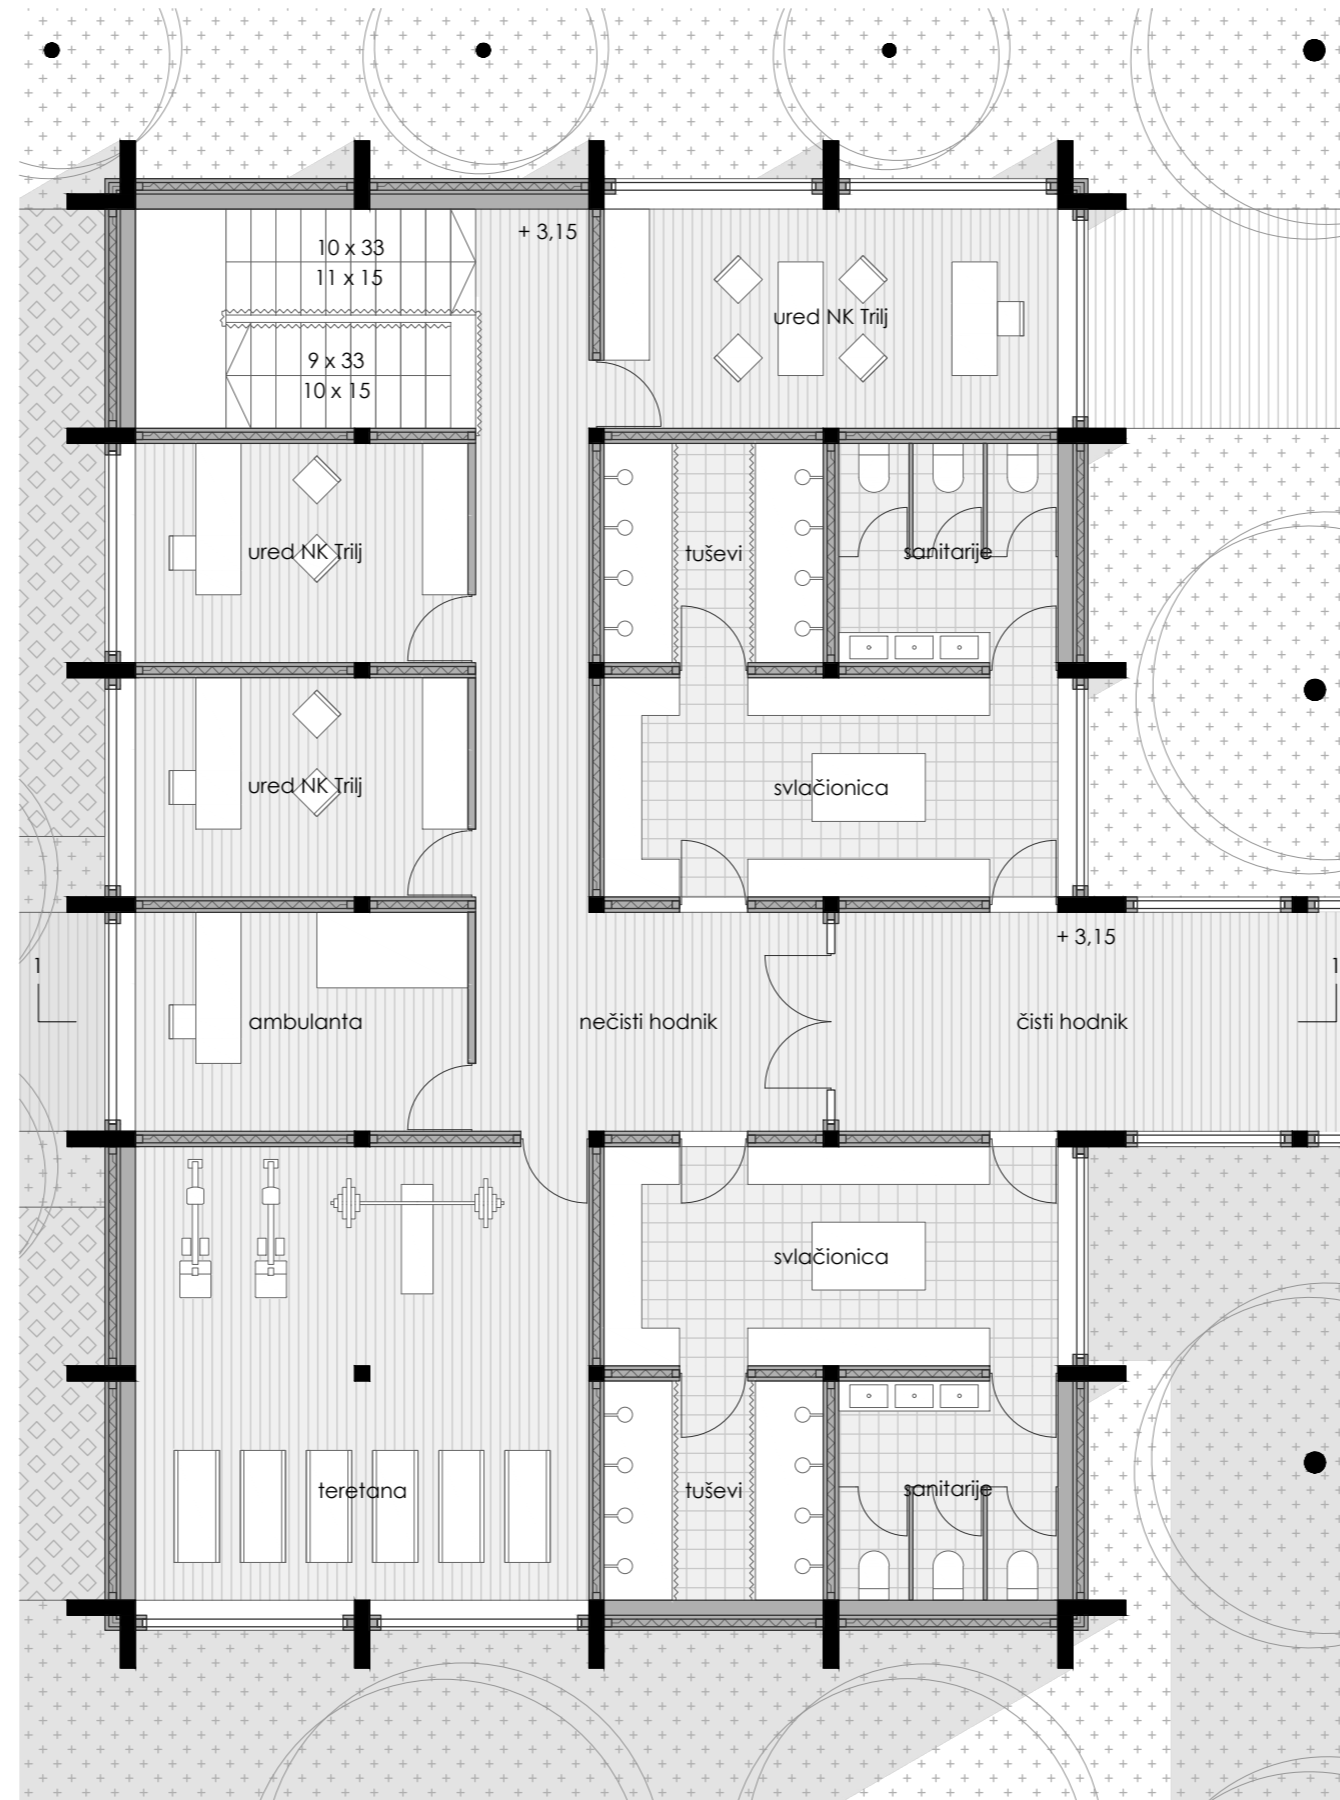 + 3,15
10 x 33
11 x 15
ured NK Trilj
9 x 33
10 x 15
ured NK Trilj
tuševi
sanitarije
ured NK Trilj
svlačionica
+ 3,15
1
1
ambulanta
nečisti hodnik
čisti hodnik
svlačionica
teretana
tuševi
sanitarije